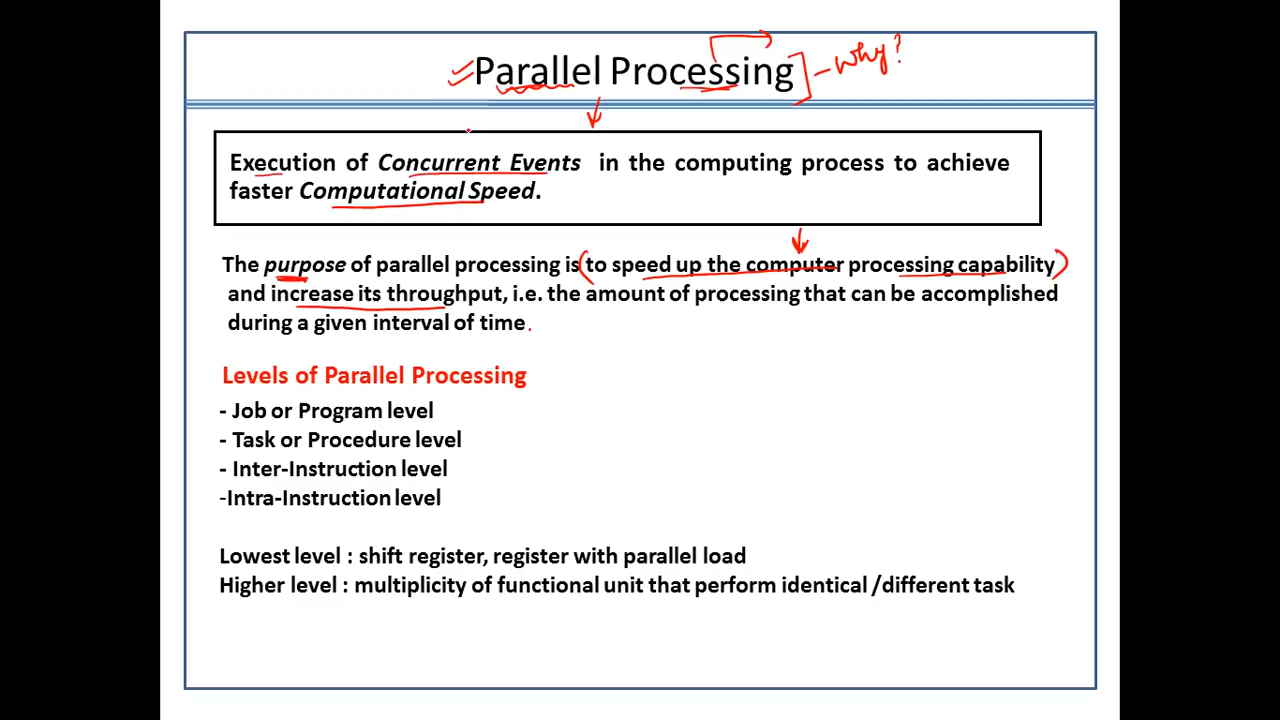 Parallel Processing - why?
Execution of Concurrent Events in the computing process to achieve
faster Computational Speed.
The purpose of parallel processing is (to speed up the computer processing capability)
and increase its throughput, i.e. the amount of processing that can be accomplished
during a given interval of time.
Levels of Parallel Processing
- Job or Program level
- Task or Procedure level
- Inter-Instruction level
-Intra-Instruction level
Lowest level : shift register, register with parallel load
Higher level : multiplicity of functional unit that perform identical /different task